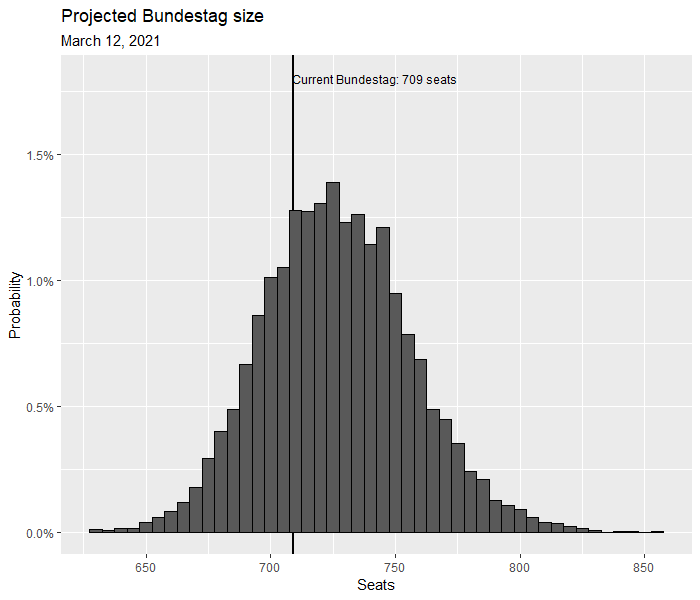 Projected Bundestag size
March 12, 2021
Current Bundestag: 709 seats
1.5%
1.0%
0.5%
0.0%
Probability
650 700 750 800 850
Seats